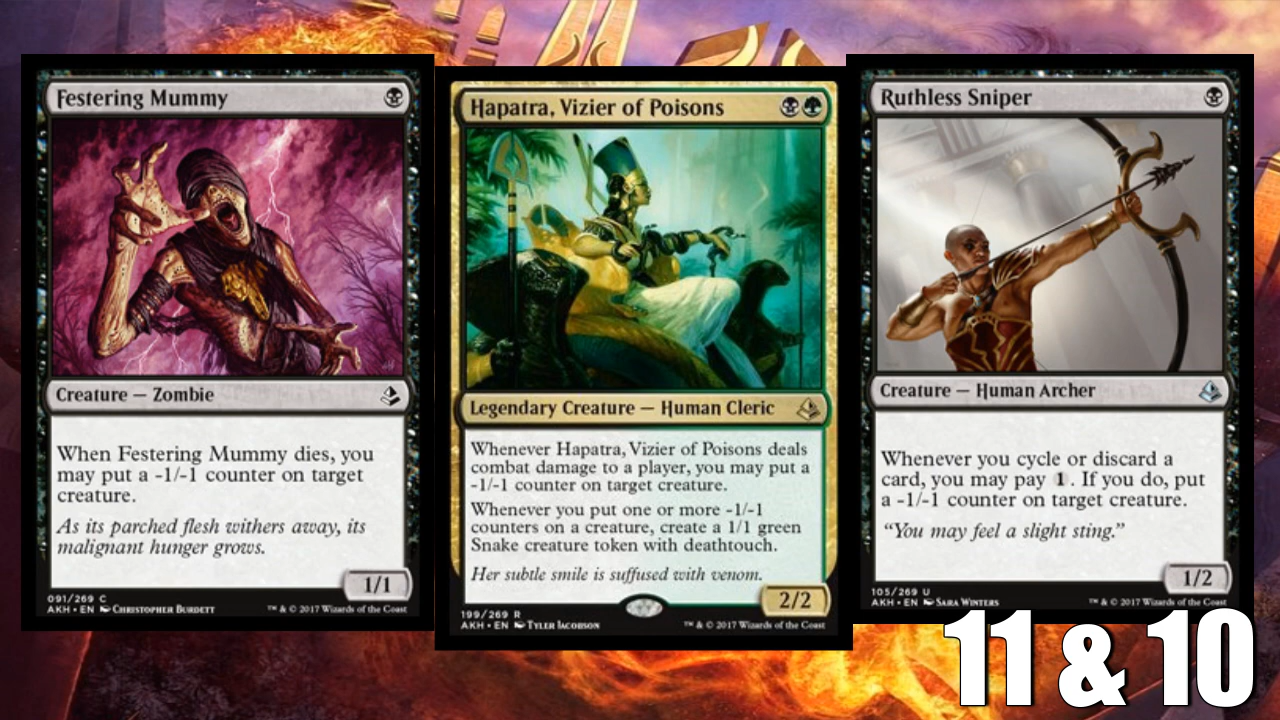 Festering Mummy
Creature — Zombie
When Festering Mummy dies, you
may put a -1/-1 counter on target
creature.
As its parched flesh withers away, its
malignant hunger grows.
1/1
091/269 C
AKH • EN Christopher Burdett
™ & © 2017 Wizards of the Coast
Hapatra, Vizier of Poisons
Legendary Creature — Human Cleric
Whenever Hapatra, Vizier of Poisons deals
combat damage to a player, you may put a
-1/-1 counter on target creature.
Whenever you put one or more -1/-1
counters on a creature, create a 1/1 green
Snake creature token with deathtouch.
Her subtle smile is suffused with venom.
2/2
199/269 R
AKH • EN Tyler Jacobson
™ & © 2017 Wizards of the Coast
Ruthless Sniper
Creature — Human Archer
Whenever you cycle or discard a
card, you may pay 1. If you do, put
a -1/-1 counter on target creature.
“You may feel a slight sting.”
1/2
105/269 U
AKH • EN Sara Winters
™ & © 2017 Wizards of the Coast
11 & 10